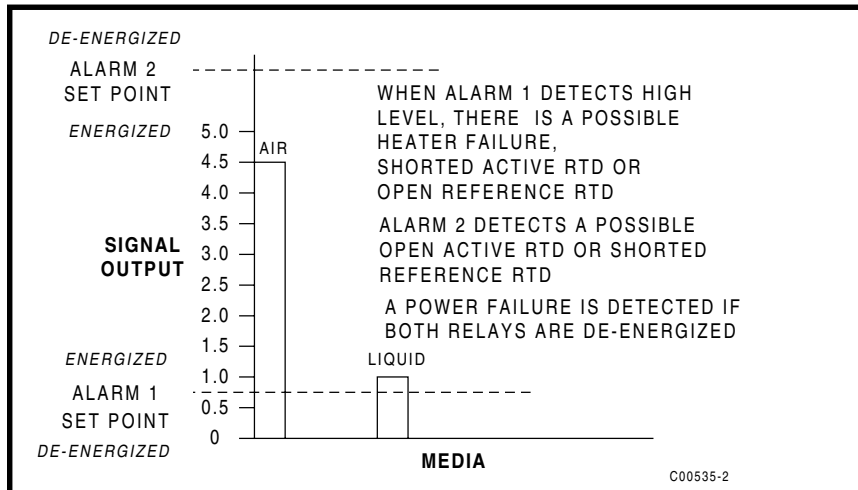 DE-ENERGIZED
ALARM 2
SET POINT
ENERGIZED
WHEN ALARM 1 DETECTS HIGH
LEVEL, THERE IS A POSSIBLE
HEATER FAILURE,
SHORTED ACTIVE RTD OR
OPEN REFERENCE RTD
ALARM 2 DETECTS A POSSIBLE
OPEN ACTIVE RTD OR SHORTED
REFERENCE RTD
A POWER FAILURE IS DETECTED IF
BOTH RELAYS ARE DE-ENERGIZED
5.0
AIR
4.5
4.0
3.5
SIGNAL
OUTPUT
3.0
2.5
2.0
1.5
ENERGIZED
LIQUID
1.0
ALARM 1
SET POINT
0.5
0
DE-ENERGIZED
MEDIA
C00535-2